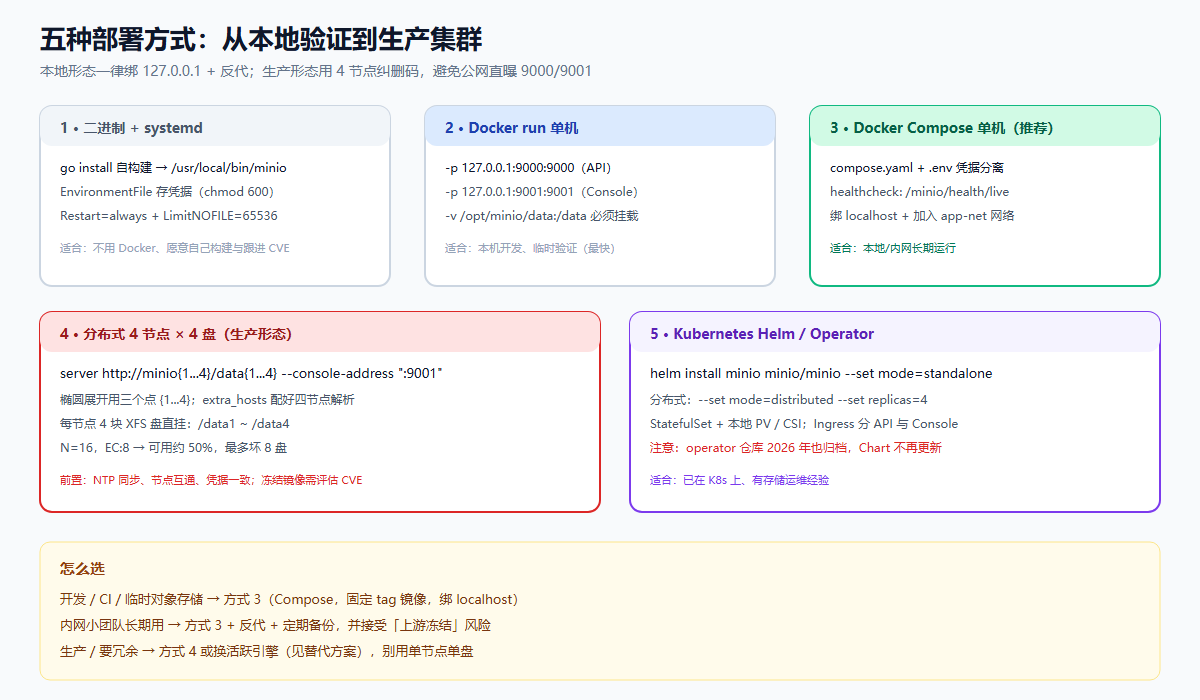 五种部署方式：从本地验证到生产集群
本地形态一律绑 127.0.0.1 + 反代；生产形态用 4 节点纠删码，避免公网直曝 9000/9001
1 • 二进制 + systemd
go install 自构建 → /usr/local/bin/minio
EnvironmentFile 存凭据（chmod 600）
Restart=always + LimitNOFILE=65536
适合：不用 Docker、愿意自己构建与跟进 CVE
2 • Docker run 单机
-p 127.0.0.1:9000:9000（API）
-p 127.0.0.1:9001:9001（Console）
-v /opt/minio/data:/data 必须挂载
适合：本机开发、临时验证（最快）
3 • Docker Compose 单机（推荐）
compose.yaml + .env 凭据分离
healthcheck: /minio/health/live
绑 localhost + 加入 app-net 网络
适合：本地/内网长期运行
4 • 分布式 4 节点 × 4 盘（生产形态）
server http://minio{1...4}/data{1...4} --console-address ":9001"
椭圆展开用三个点 {1...4}；extra_hosts 配好四节点解析
每节点 4 块 XFS 盘直挂：/data1 ~ /data4
N=16，EC:8 → 可用约 50%，最多坏 8 盘
前置：NTP 同步、节点互通、凭据一致；冻结镜像需评估 CVE
5 • Kubernetes Helm / Operator
helm install minio minio/minio --set mode=standalone
分布式：--set mode=distributed --set replicas=4
StatefulSet + 本地 PV / CSI；Ingress 分 API 与 Console
注意：operator 仓库 2026 年也归档，Chart 不再更新
适合：已在 K8s 上、有存储运维经验
怎么选
开发 / CI / 临时对象存储 → 方式 3（Compose，固定 tag 镜像，绑 localhost）
内网小团队长期用 → 方式 3 + 反代 + 定期备份，并接受「上游冻结」风险
生产 / 要冗余 → 方式 4 或换活跃引擎（见替代方案），别用单节点单盘